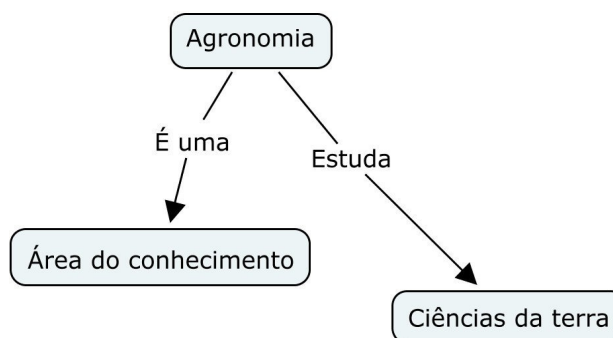 Agronomia
É uma
Estuda
Área do conhecimento
Ciências da terra